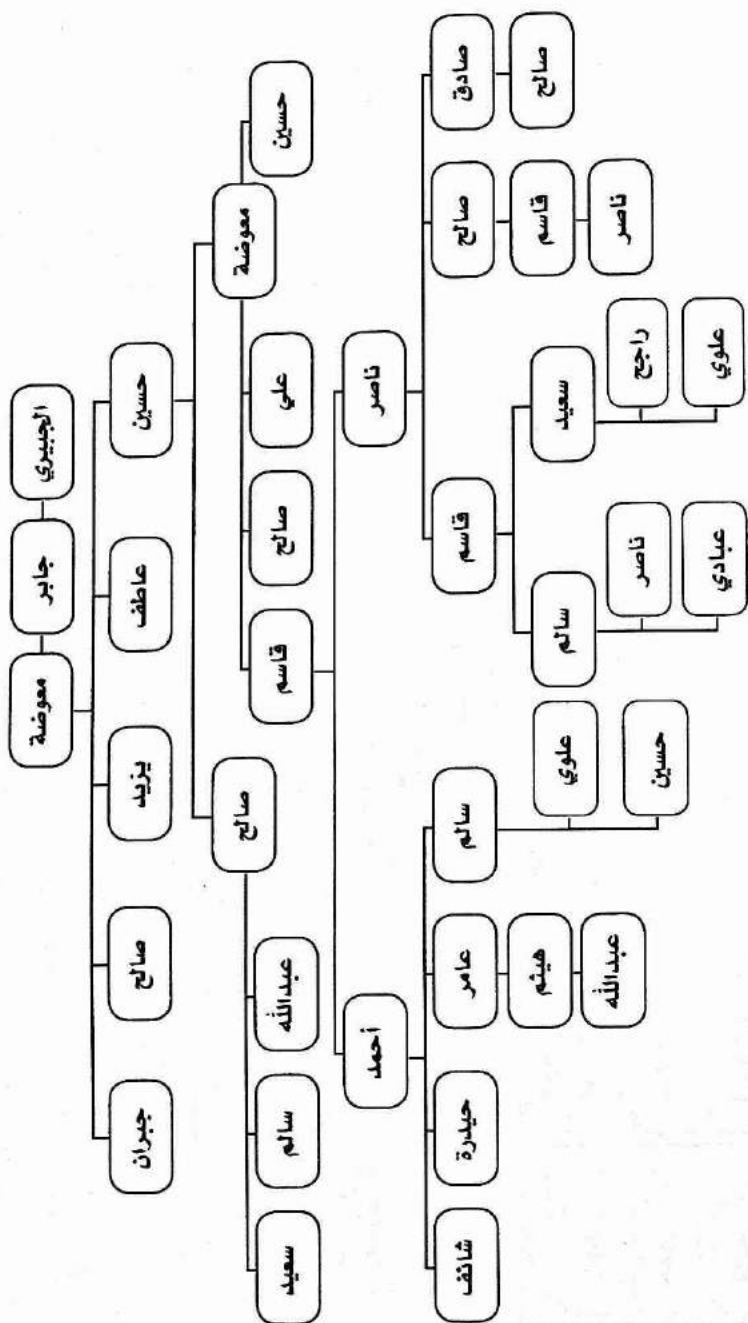 الجبيري
جابر
معوضة
حسين
عاطف
يزيد
صالح
جبران
معوضة
صالح
حسين
علي
صالح
قاسم
عبدالله
سالم
سعيد
ناصر
أحمد
صادق
صالح
قاسم
سالم
عامر
حيدرة
شائف
صالح
قاسم
سعيد
سالم
علوي
هيثم
ناصر
راجح
ناصر
حسين
عبدالله
علوي
عبادي